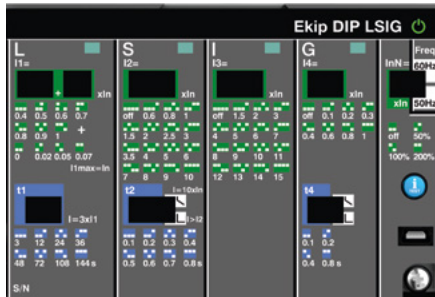 Ekip DIP LSIG
L
I1=
+
xIn
0.4 0.5 0.6 0.7
0.8 0.9 1 +
0 0.02 0.05 0.07
I1max=In
t1
I=3xI1
3 12 24 36
48 72 108 144s
S/N
S
I2=
xIn
off 0.6 0.8 1
1.5 2 2.5 3
3.5 4 5 6
7 8 9 10
t2
I=10xIn
I>I2
0.1 0.2 0.3 0.4
0.5 0.6 0.7 0.8s
I
I3=
xIn
off 1.5 2 3
4 5 6 7
8 9 10 11
12 13 14 15
G
I4=
xIn
off 0.1 0.2 0.3
0.4 0.6 0.8 1
t4
0.1 0.2
0.4 0.8s
InN=
xIn
off 50%
100% 200%
Freq
60Hz
50Hz